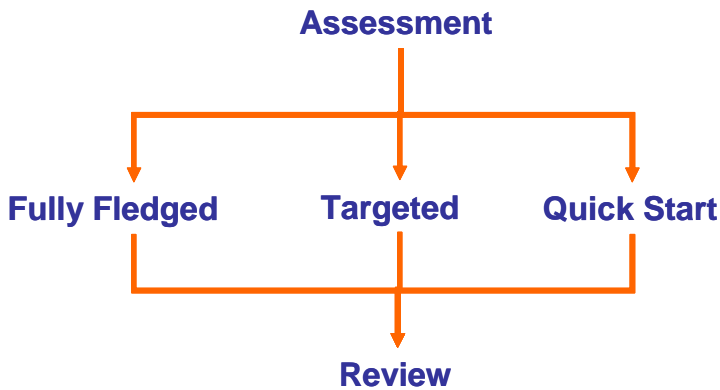 Assessment
Fully Fledged
Targeted
Quick Start
Review